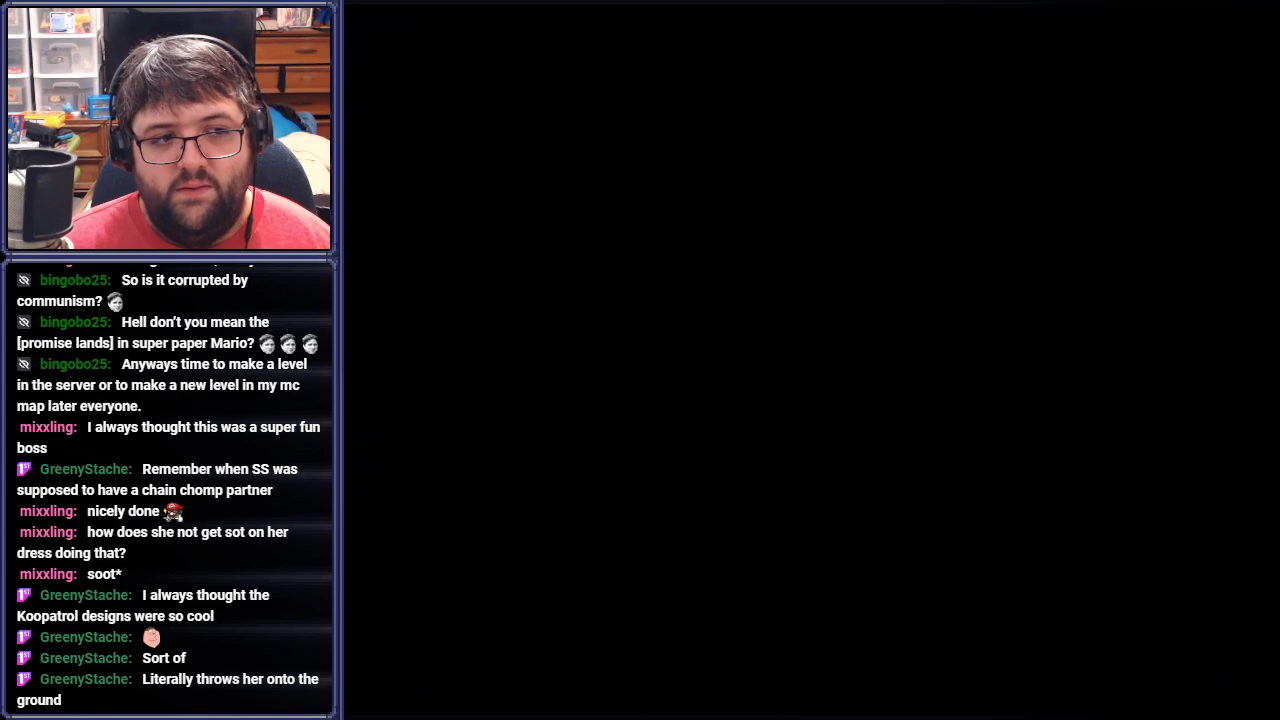 bingobo25: So is it corrupted by
communism?
bingobo25: Hell don't you mean the
[promise lands] in super paper Mario?
bingobo25: Anyways time to make a level
in the server or to make a new level in my mc
map later everyone.
mixxling: I always thought this was a super fun
boss
GreenyStache: Remember when SS was
supposed to have a chain chomp partner
mixxling: nicely done
mixxling: how does she not get sot on her
dress doing that?
mixxling: soot*
GreenyStache: I always thought the
Koopatrol designs were so cool
GreenyStache:
GreenyStache: Sort of
GreenyStache: Literally throws her onto the
ground